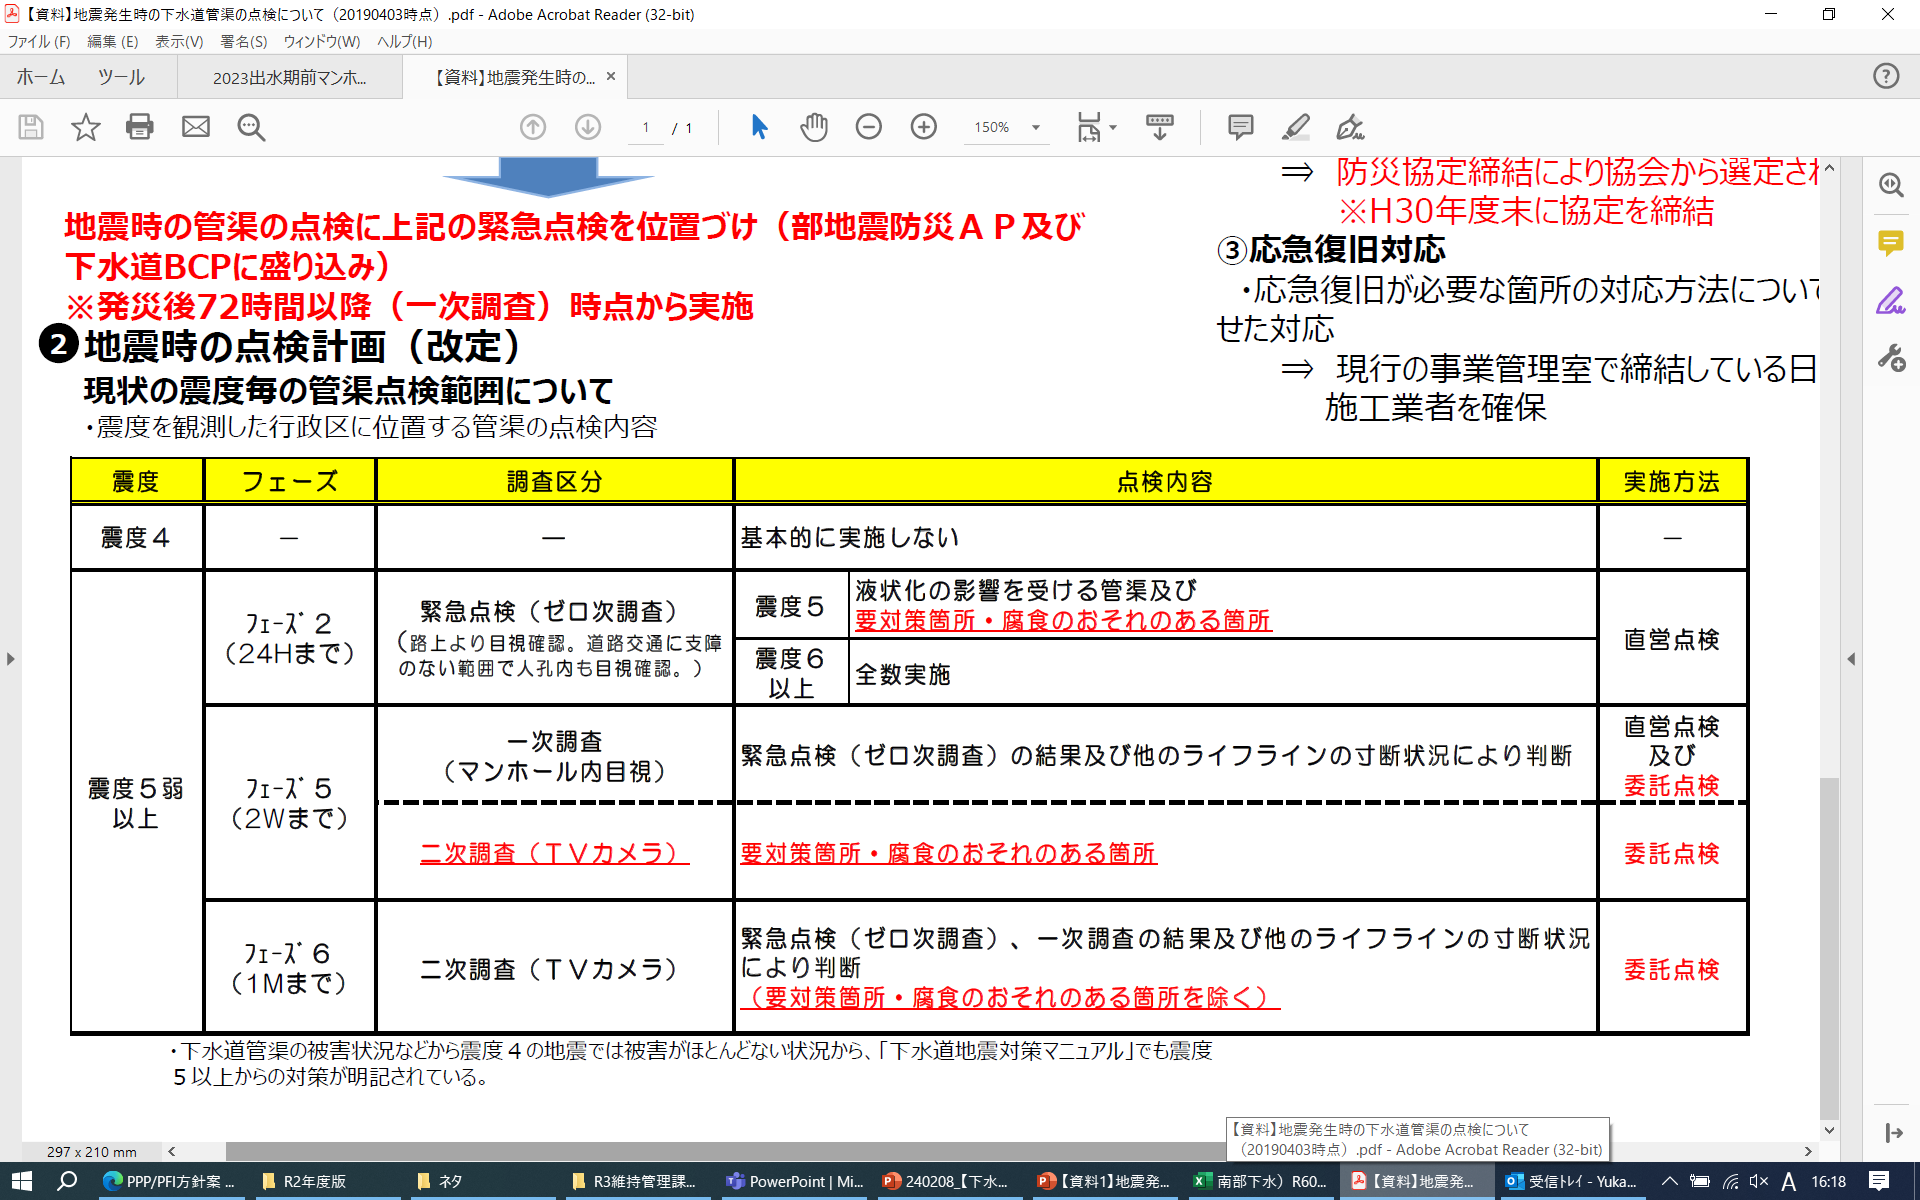 【資料】地震発生時の下水道管渠の点検について（20190403時点）.pdf - Adobe Acrobat Reader (32-bit)
ファイル(F) 編集(E) 表示(V) 署名(S) ウィンドウ(W) ヘルプ(H)
ホーム ツール 2023出水期前マンホ... 【資料】地震発生時の... ×
1 / 1 150%
⇒ 防災協定締結により協会から選定され
※H30年度末に協定を締結
地震時の管渠の点検に上記の緊急点検を位置づけ（部地震防災ＡＰ及び
下水道BCPに盛り込み）
※発災後72時間以降（一次調査）時点から実施
❷地震時の点検計画（改定）
現状の震度毎の管渠点検範囲について
・震度を観測した行政区に位置する管渠の点検内容
③応急復旧対応
・応急復旧が必要な箇所の対応方法につい
せた対応
⇒ 現行の事業管理室で締結している日
施工業者を確保
震度 フェーズ 調査区分 点検内容 実施方法
震度４ － － 基本的に実施しない －
震度５弱
以上
ﾌｪｰｽﾞ２
（24Hまで）
緊急点検（ゼロ次調査）
（路上より目視確認。道路交通に支障
のない範囲で人孔内も目視確認。）
震度５
液状化の影響を受ける管渠及び
要対策箇所・腐食のおそれのある箇所
震度６
以上
全数実施
直営点検
ﾌｪｰｽﾞ５
（2Wまで）
一次調査
（マンホール内目視）
緊急点検（ゼロ次調査）の結果及び他のライフラインの寸断状況により判断
直営点検
及び
委託点検
二次調査（ＴＶカメラ）
要対策箇所・腐食のおそれのある箇所
委託点検
ﾌｪｰｽﾞ６
（1Mまで）
二次調査（ＴＶカメラ）
緊急点検（ゼロ次調査）、一次調査の結果及び他のライフラインの寸断状況
により判断
（要対策箇所・腐食のおそれのある箇所を除く）
委託点検
・下水道管渠の被害状況などから震度４の地震では被害がほとんどない状況から、「下水道地震対策マニュアル」でも震度
５以上からの対策が明記されている。
【資料】地震発生時の下水道管渠の点検について
（20190403時点）.pdf - Adobe Acrobat Reader (32-bit)
297 x 210 mm
PPP/PFI方針案 ... R2年度版 ネタ R3維持管理課... PowerPoint | Mi... 240208_【下水... 【資料1】地震発... 南部下水）R60... 【資料】地震発... 受信ﾄﾚｲ - Yuka... A 16:18